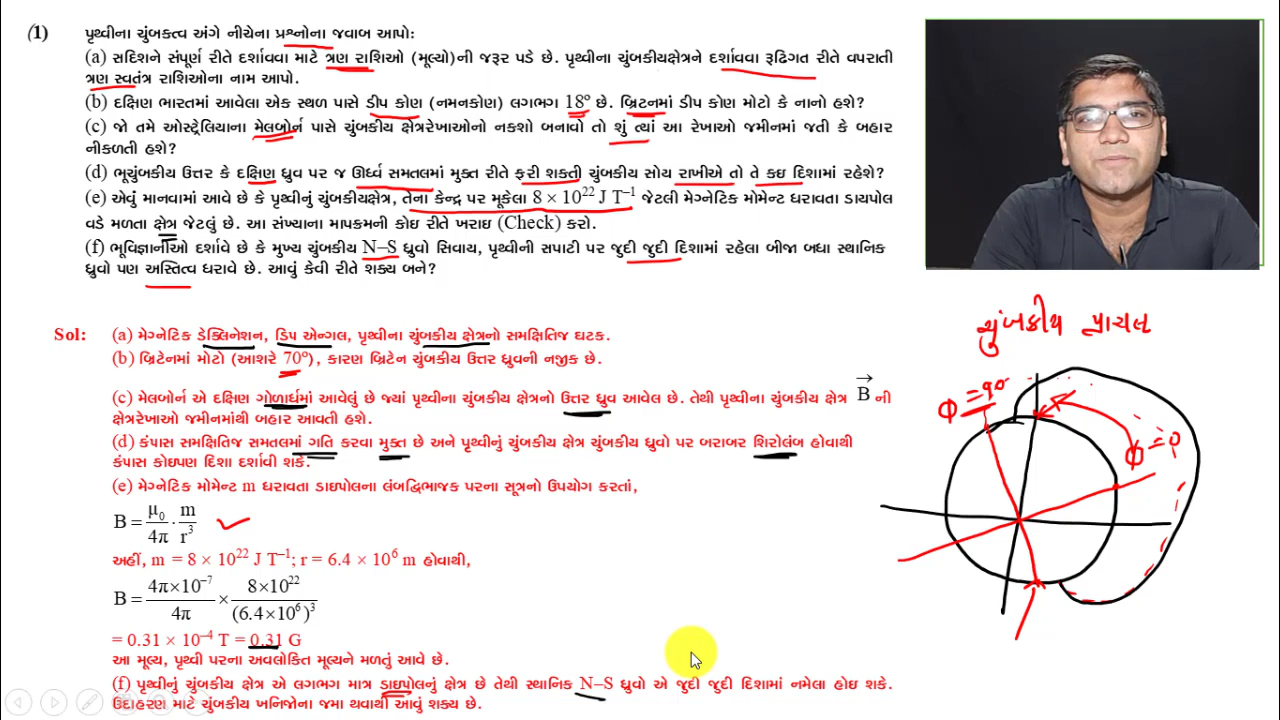 (1) પૃથ્વીના ચુંબકત્વ અંગે નીચેના પ્રશ્નોના જવાબ આપો:
(a) સદિશને સંપૂર્ણ રીતે દર્શાવવા માટે ત્રણ રાશિઓ (મૂલ્યો)ની જરૂર પડે છે. પૃથ્વીના ચુંબકીયક્ષેત્રને દર્શાવવા રૂઢિગત રીતે વપરાતી
ત્રણ સ્વતંત્ર રાશિઓના નામ આપો.
(b) દક્ષિણ ભારતમાં આવેલા એક સ્થળ પાસે ડીપ કોણ (નમનકોણ) લગભગ 18° છે. બ્રિટનમાં ડીપ કોણ મોટો કે નાનો હશે?
(c) જો તમે ઓસ્ટ્રેલિયાના મેલબોર્ન પાસે ચુંબકીય ક્ષેત્રરેખાઓનો નકશો બનાવો તો શું ત્યાં આ રેખાઓ જમીનમાં જતી કે બહાર
નીકળતી હશે?
(d) ભૂચુંબકીય ઉત્તર કે દક્ષિણ ધ્રુવ પર જ ઊર્ધ્વ સમતલમાં મુક્ત રીતે ફરી શકતી ચુંબકીય સોય રાખીએ તો તે કઇ દિશામાં રહેશે?
(e) એવું માનવામાં આવે છે કે પૃથ્વીનું ચુંબકીયક્ષેત્ર, તેના કેન્દ્ર પર મૂકેલા 8 × 10²² J T⁻¹ જેટલી મેગ્નેટિક મોમેન્ટ ધરાવતા ડાયપોલ
વડે મળતા ક્ષેત્ર જેટલું છે. આ સંખ્યાના માપક્રમની કોઇ રીતે ખરાઇ (Check) કરો.
(f) ભૂવિજ્ઞાનીઓ દર્શાવે છે કે મુખ્ય ચુંબકીય N–S ધ્રુવો સિવાય, પૃથ્વીની સપાટી પર જુદી જુદી દિશામાં રહેલા બીજા બધા સ્થાનિક
ધ્રુવો પણ અસ્તિત્વ ધરાવે છે. આવું કેવી રીતે શક્ય બને?
Sol: (a) મેગ્નેટિક ડેક્લિનેશન, ડિપ એન્ગલ, પૃથ્વીના ચુંબકીય ક્ષેત્રનો સમક્ષિતિજ ઘટક.
(b) બ્રિટેનમાં મોટો (આશરે 70°), કારણ બ્રિટેન ચુંબકીય ઉત્તર ધ્રુવની નજીક છે.
(c) મેલબોર્ન એ દક્ષિણ ગોળાર્ધમાં આવેલું છે જ્યાં પૃથ્વીના ચુંબકીય ક્ષેત્રનો ઉત્તર ધ્રુવ આવેલ છે. તેથી પૃથ્વીના ચુંબકીય ક્ષેત્ર B⃗ ની
ક્ષેત્રરેખાઓ જમીનમાંથી બહાર આવતી હશે.
(d) કંપાસ સમક્ષિતિજ સમતલમાં ગતિ કરવા મુક્ત છે અને પૃથ્વીનું ચુંબકીય ક્ષેત્ર ચુંબકીય ધ્રુવો પર બરાબર શિરોલંબ હોવાથી
કંપાસ કોઇપણ દિશા દર્શાવી શકે.
(e) મેગ્નેટિક મોમેન્ટ m ધરાવતા ડાઇપોલના લંબદ્વિભાજક પરના સૂત્રનો ઉપયોગ કરતાં,
B = μ₀/4π · m/r³
અહીં, m = 8 × 10²² J T⁻¹; r = 6.4 × 10⁶ m હોવાથી,
B = 4π×10⁻⁷/4π × 8×10²²/(6.4×10⁶)³
= 0.31 × 10⁻⁴ T = 0.31 G
આ મૂલ્ય, પૃથ્વી પરના અવલોકિત મૂલ્યને મળતું આવે છે.
(f) પૃથ્વીનું ચુંબકીય ક્ષેત્ર એ લગભગ માત્ર ડાઇપોલનું ક્ષેત્ર છે તેથી સ્થાનિક N–S ધ્રુવો એ જુદી જુદી દિશામાં નમેલા હોઇ શકે.
ઉદાહરણ માટે ચુંબકીય ખનિજોના જમા થવાથી આવું શક્ય છે.
ચુંબકીય પ્રાચલ
ϕ = 90°